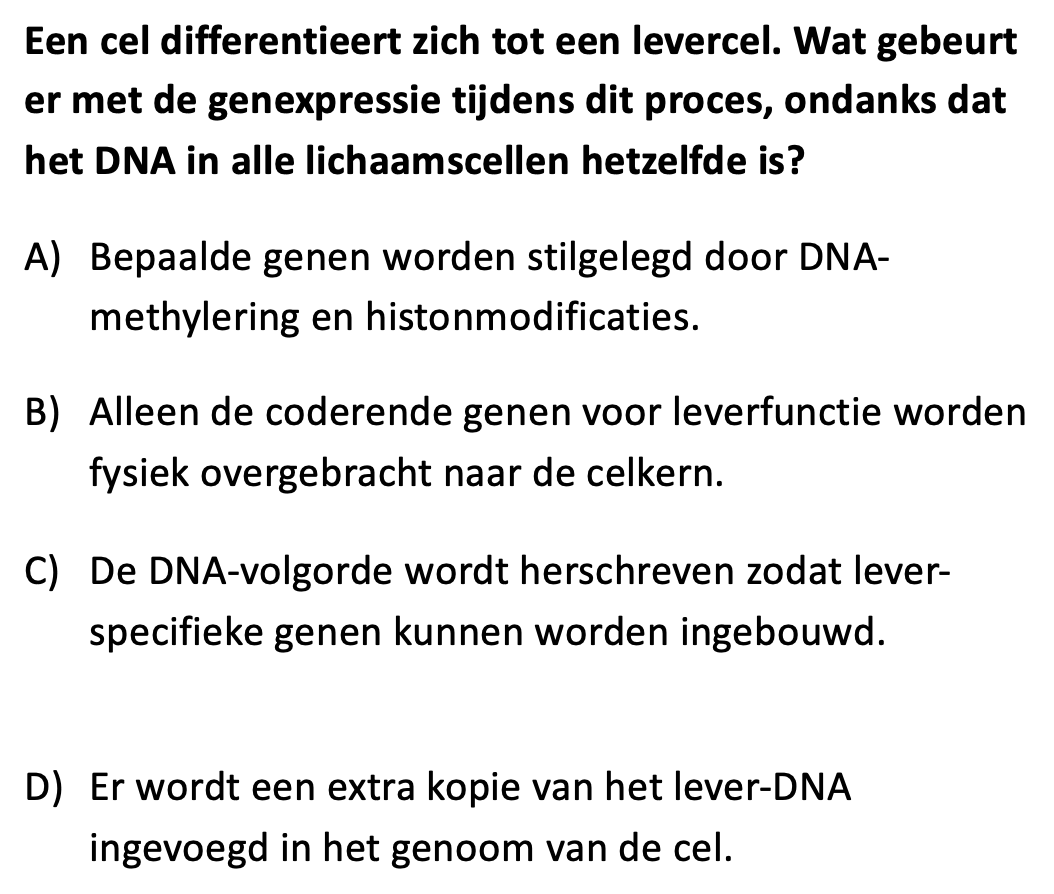 Een cel differentieert zich tot een levercel. Wat gebeurt
er met de genexpressie tijdens dit proces, ondanks dat
het DNA in alle lichaamscellen hetzelfde is?
A) Bepaalde genen worden stilgelegd door DNA-
methylering en histonmodificaties.
B) Alleen de coderende genen voor leverfunctie worden
fysiek overgebracht naar de celkern.
C) De DNA-volgorde wordt herschreven zodat lever-
specifieke genen kunnen worden ingebouwd.
D) Er wordt een extra kopie van het lever-DNA
ingevoegd in het genoom van de cel.